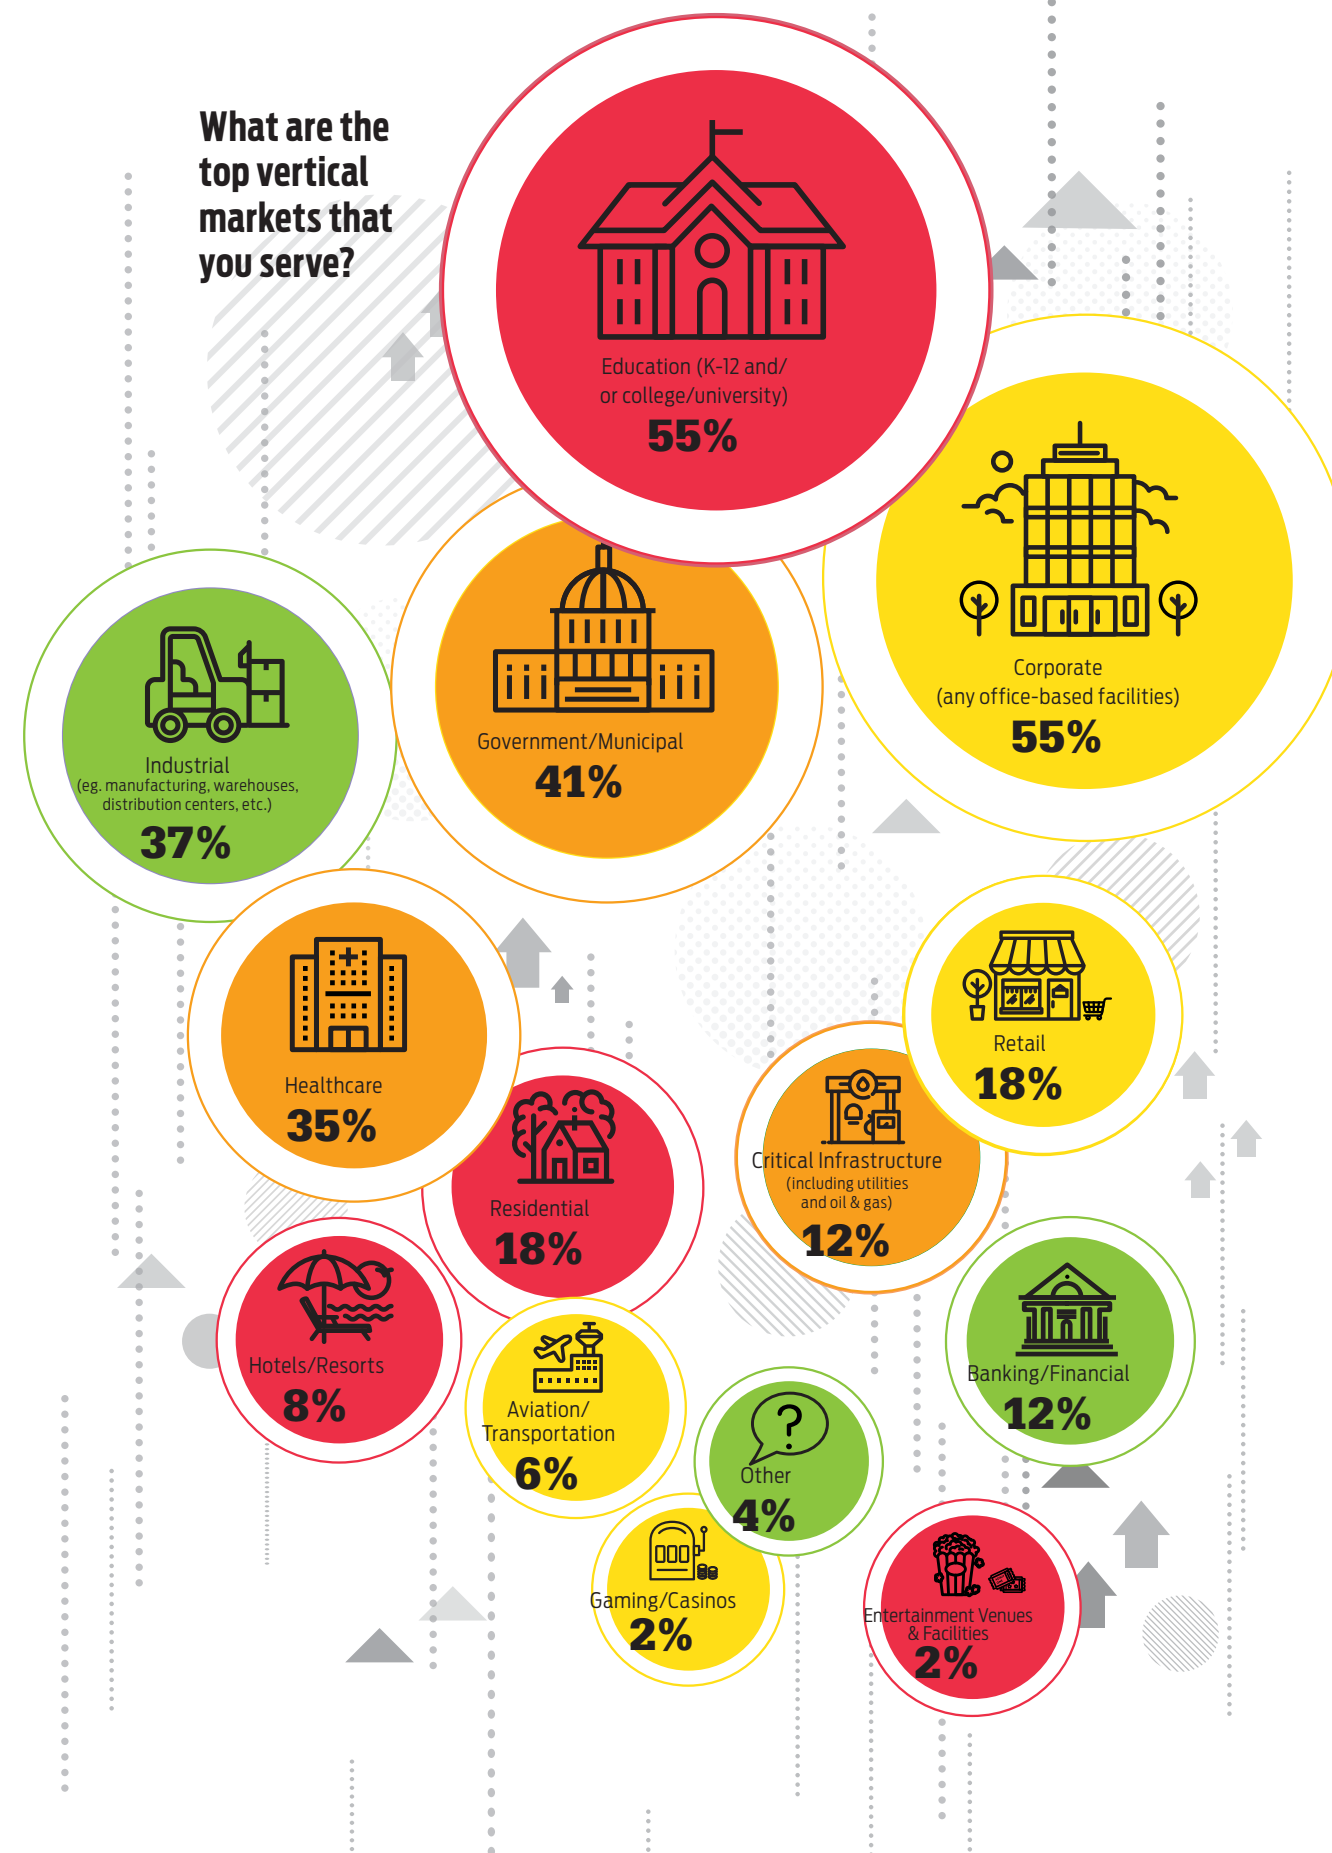 What are the
top vertical
markets that
you serve?
Education (K-12 and/
or college/university)
55%
Corporate
(any office-based facilities)
55%
Government/Municipal
41%
Industrial
(eg. manufacturing, warehouses,
distribution centers, etc.)
37%
Healthcare
35%
Retail
18%
Residential
18%
Critical Infrastructure
(including utilities
and oil & gas)
12%
Banking/Financial
12%
Hotels/Resorts
8%
Aviation/
Transportation
6%
Other
4%
Gaming/Casinos
2%
Entertainment Venues
& Facilities
2%